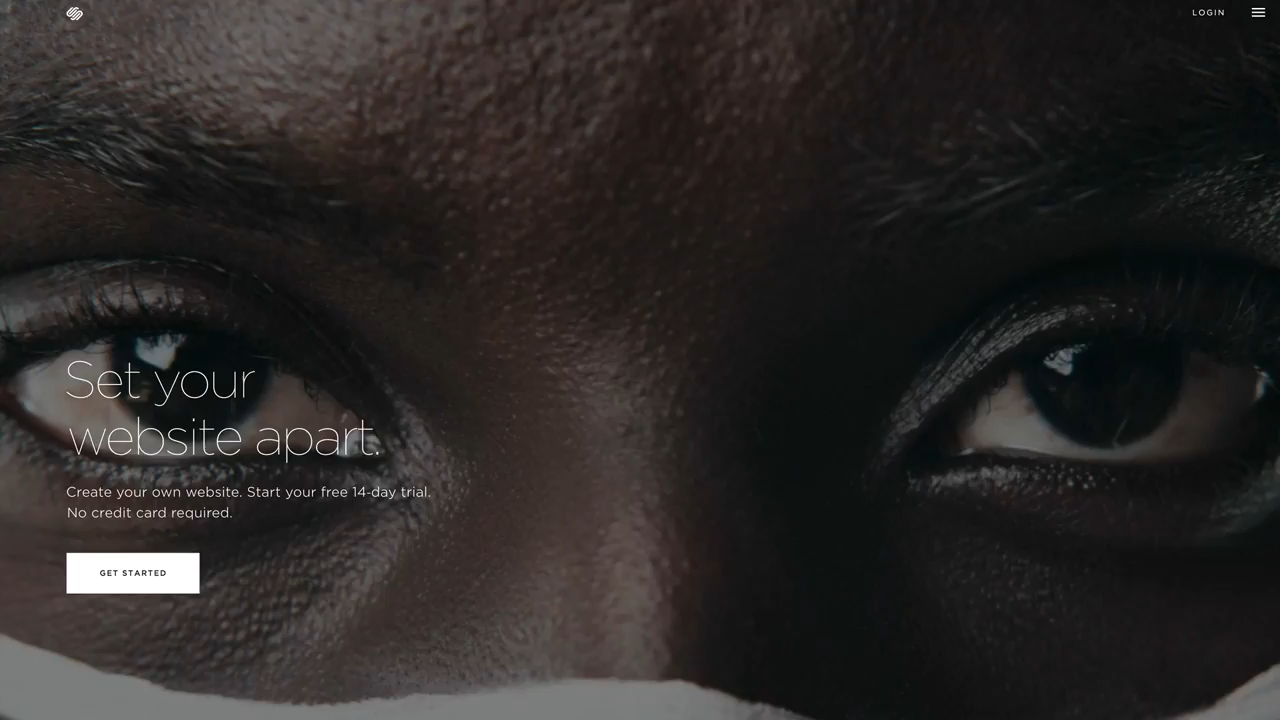 LOGIN
Set your
website apart.
Create your own website. Start your free 14-day trial.
No credit card required.
GET STARTED